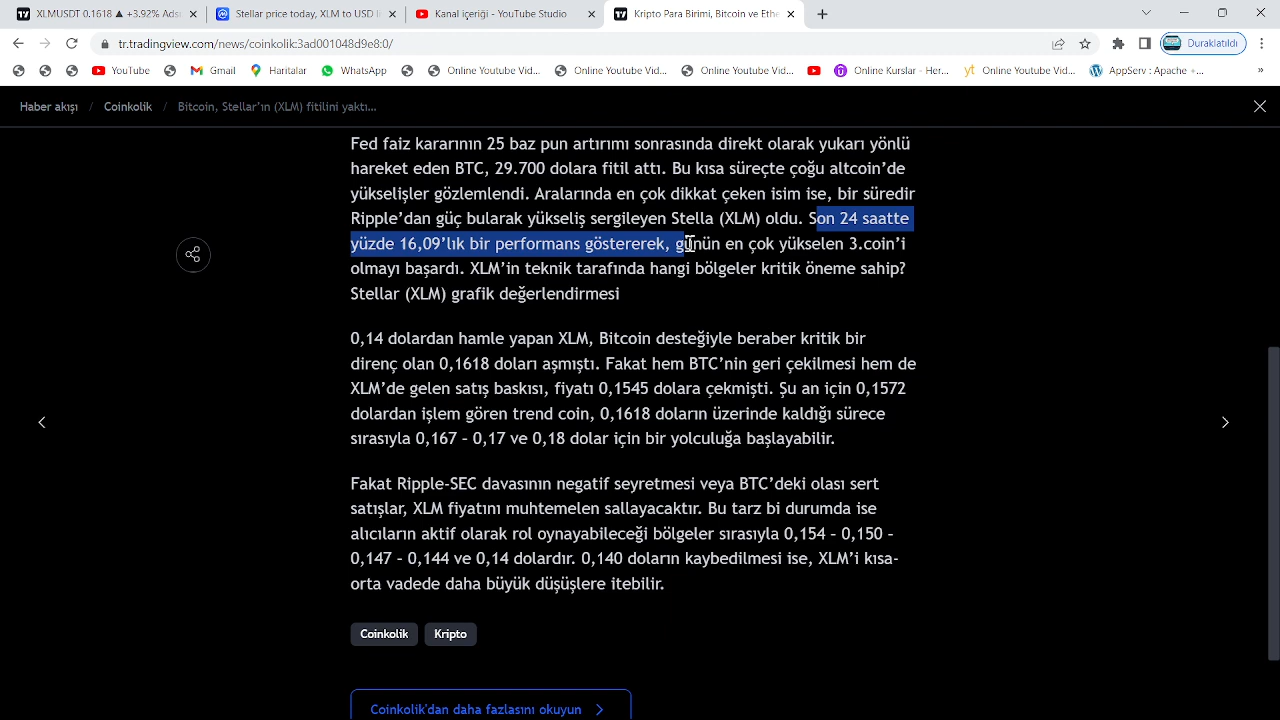 XLMUSDT 0.1618 ▲ +3.92% Ads
Stellar price today, XLM to USD li
Kanal içeriği - YouTube Studio
Kripto Para Birimi, Bitcoin ve Ethe
tr.tradingview.com/news/coinkolik:3ad001048d9e8:0/
Duraklatıldı
YouTube
Gmail
Haritalar
WhatsApp
Online Youtube Vid...
Online Youtube Vid...
Online Youtube Vid...
Online Kurslar - Her...
yt Online Youtube Vid...
AppServ : Apache +...
Haber akışı / Coinkolik / Bitcoin, Stellar’ın (XLM) fitilini yaktı...
Fed faiz kararının 25 baz pun artırımı sonrasında direkt olarak yukarı yönlü
hareket eden BTC, 29.700 dolara fitil attı. Bu kısa süreçte çoğu altcoin’de
yükselişler gözlemlendi. Aralarında en çok dikkat çeken isim ise, bir süredir
Ripple’dan güç bularak yükseliş sergileyen Stella (XLM) oldu. Son 24 saatte
yüzde 16,09’lık bir performans göstererek, günün en çok yükselen 3.coin’i
olmayı başardı. XLM’in teknik tarafında hangi bölgeler kritik öneme sahip?
Stellar (XLM) grafik değerlendirmesi
0,14 dolardan hamle yapan XLM, Bitcoin desteğiyle beraber kritik bir
direnç olan 0,1618 doları aşmıştı. Fakat hem BTC’nin geri çekilmesi hem de
XLM’de gelen satış baskısı, fiyatı 0,1545 dolara çekmişti. Şu an için 0,1572
dolardan işlem gören trend coin, 0,1618 doların üzerinde kaldığı sürece
sırasıyla 0,167 – 0,17 ve 0,18 dolar için bir yolculuğa başlayabilir.
Fakat Ripple-SEC davasının negatif seyretmesi veya BTC’deki olası sert
satışlar, XLM fiyatını muhtemelen sallayacaktır. Bu tarz bi durumda ise
alıcıların aktif olarak rol oynayabileceği bölgeler sırasıyla 0,154 – 0,150 –
0,147 – 0,144 ve 0,14 dolardır. 0,140 doların kaybedilmesi ise, XLM’i kısa-
orta vadede daha büyük düşüşlere itebilir.
Coinkolik
Kripto
Coinkolik'dan daha fazlasını okuyun